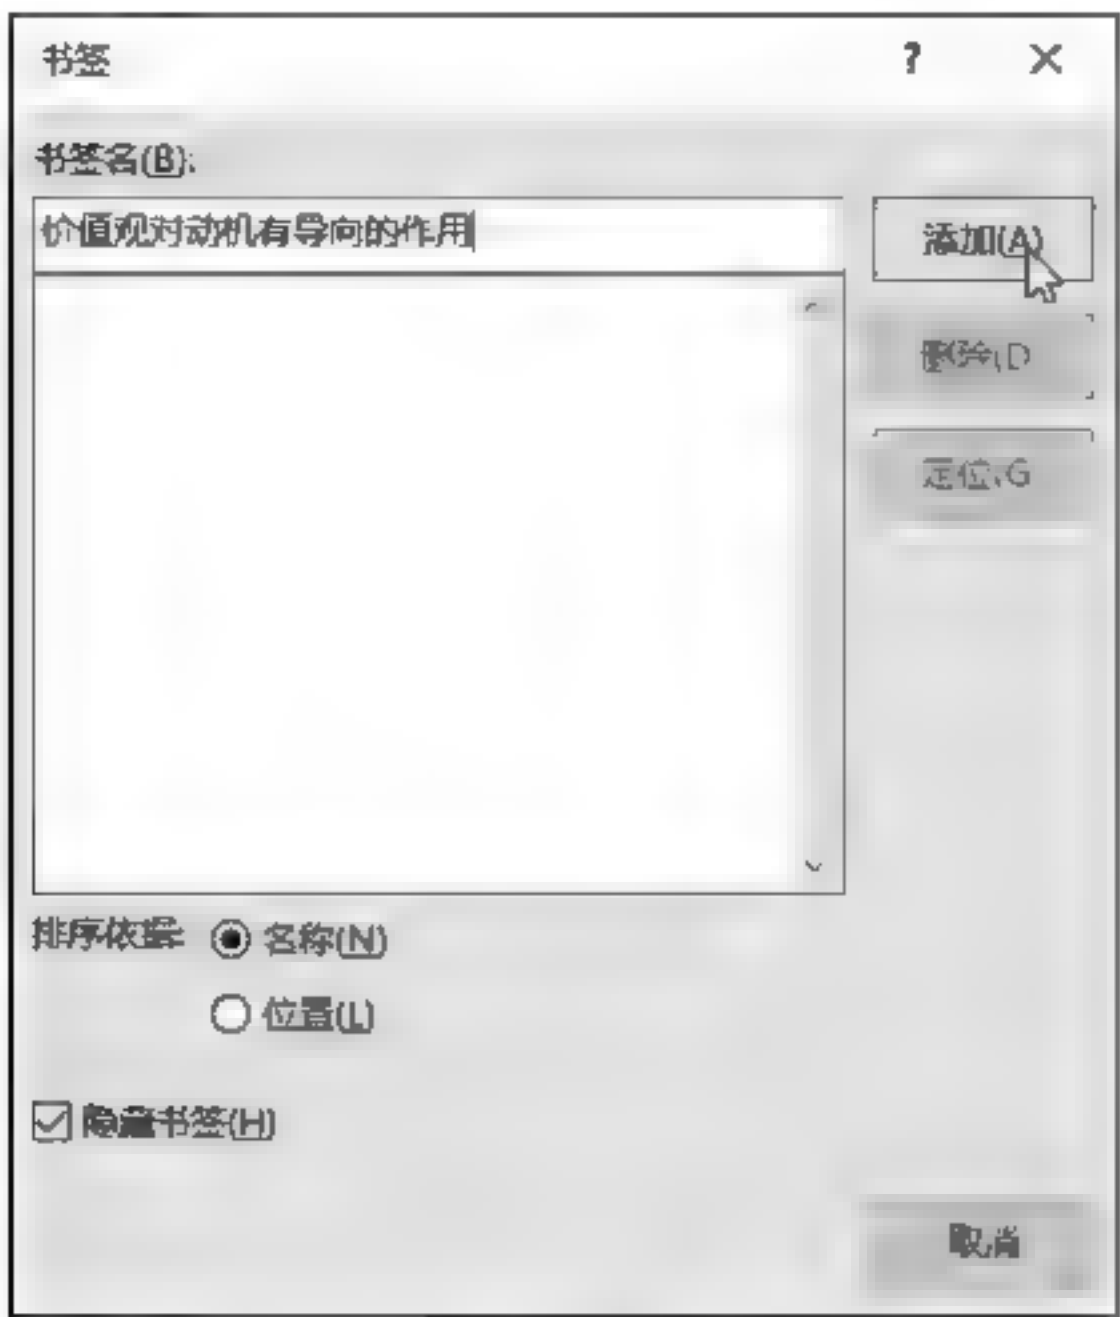 书签
?
书签名(B):
价值观对动机有导向的作用
添加(A)
删除(D
定位(G
排序依据:
名称(N)
位置(L)
隐藏书签(H)
取消